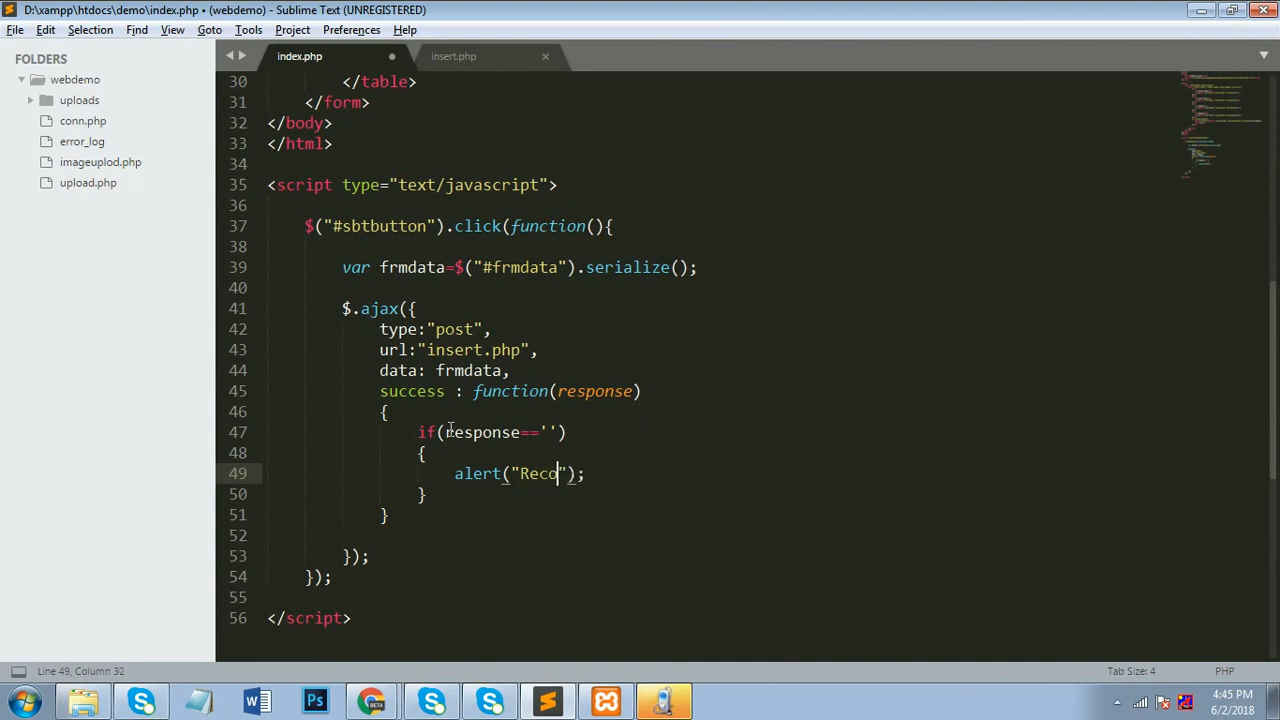 D:\xampp\htdocs\demo\index.php • (webdemo) - Sublime Text (UNREGISTERED)
File Edit Selection Find View Goto Tools Project Preferences Help
FOLDERS
webdemo
uploads
conn.php
error_log
imageuplod.php
upload.php
index.php
insert.php
30 </table>
31 </form>
32 </body>
33 </html>
34
35 <script type="text/javascript">
36
37 $("#sbtbutton").click(function(){
38
39 var frmdata=$("#frmdata").serialize();
40
41 $.ajax({
42 type:"post",
43 url:"insert.php",
44 data: frmdata,
45 success : function(response)
46 {
47 if(response=='')
48 {
49 alert("Reco");
50 }
51 }
52
53 });
54 });
55
56 </script>
Line 49, Column 32
Tab Size: 4
PHP
W
Ps
BETA
4:45 PM
6/2/2018